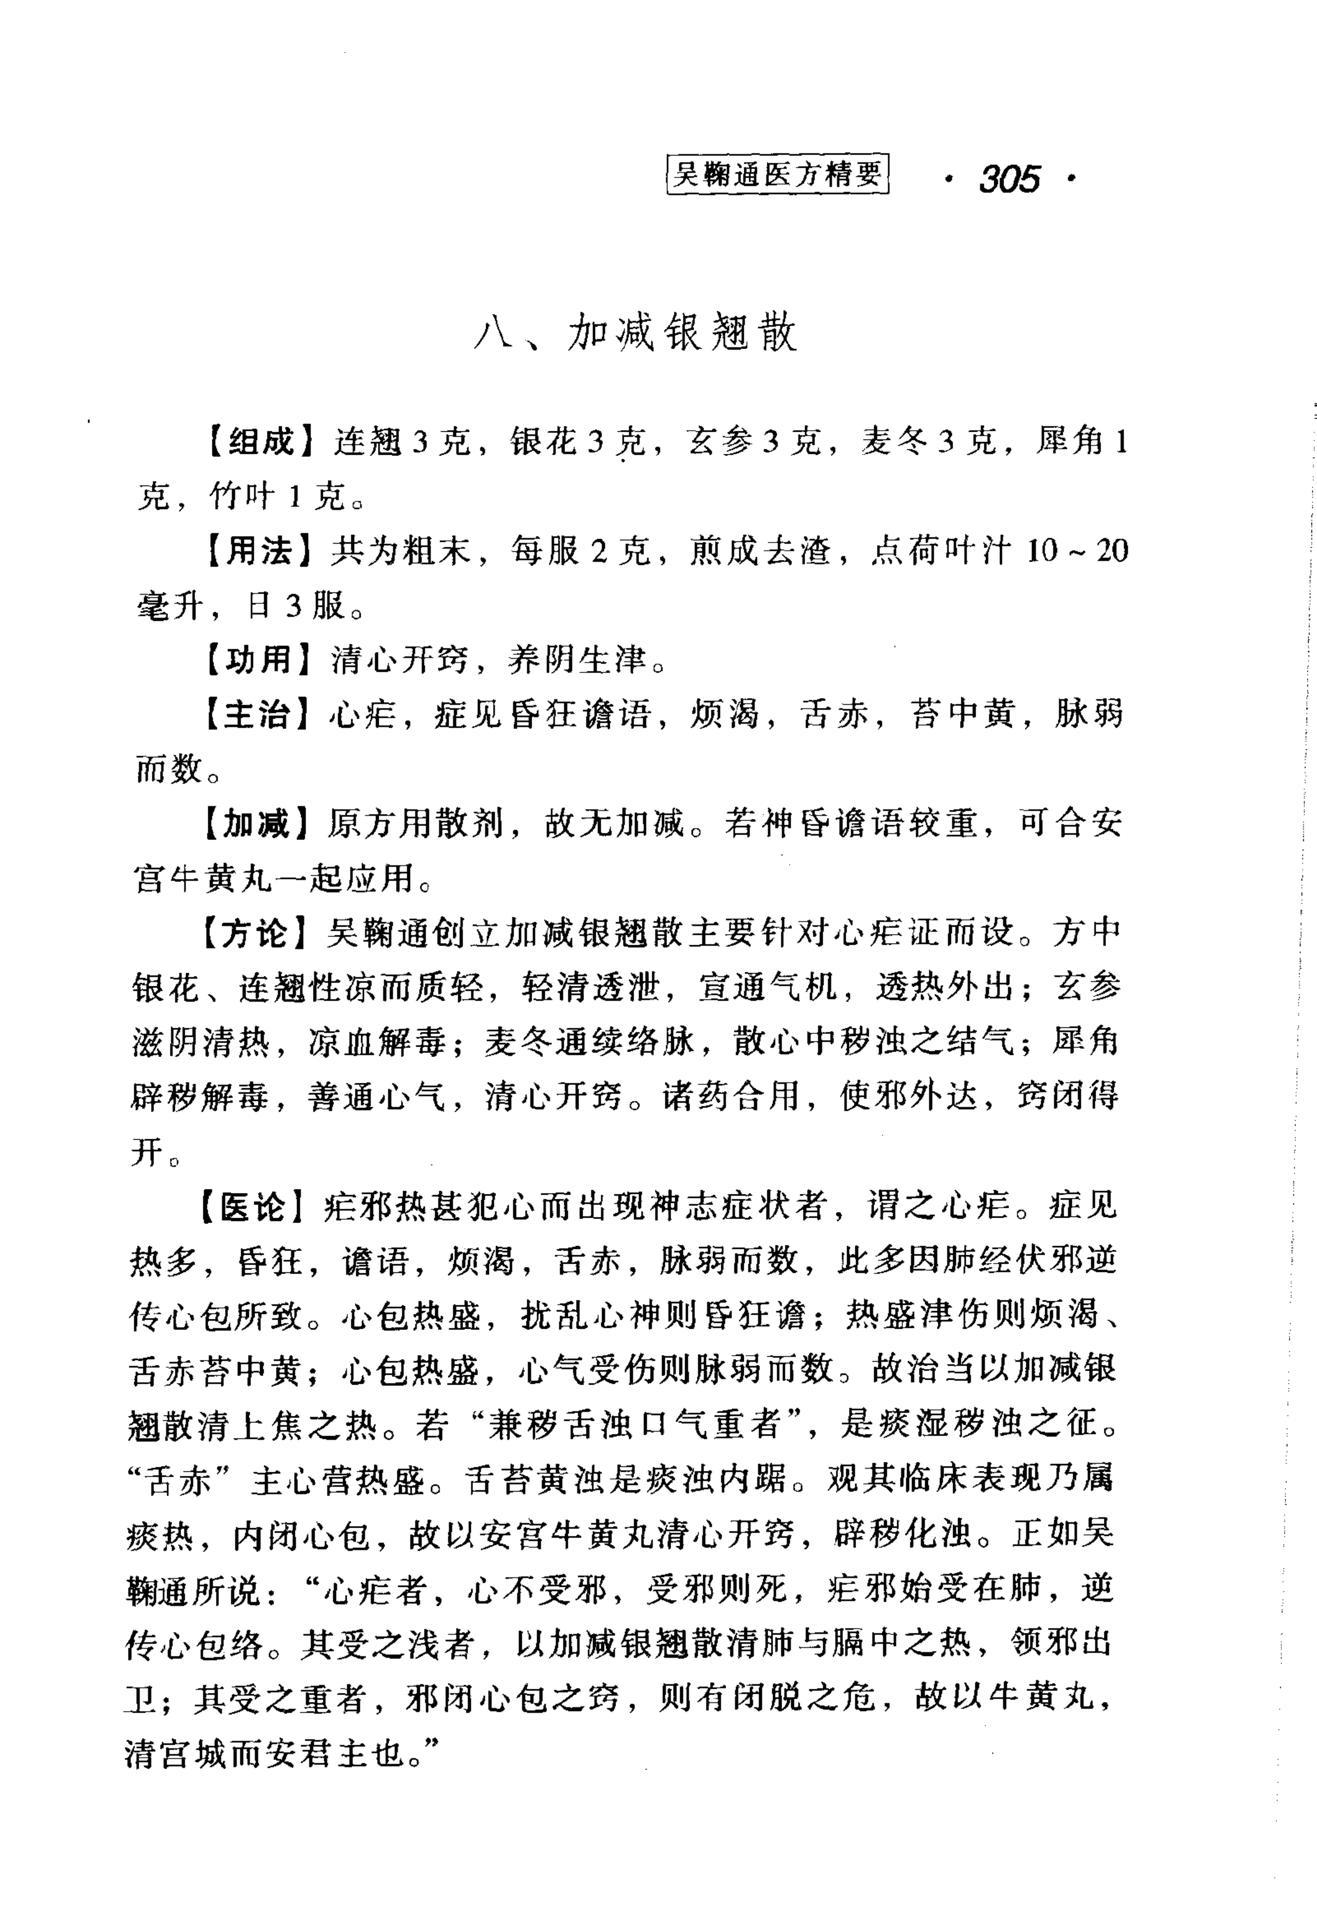 吴鞠通医方精要 · 305 ·
八、加减银翘散
【组成】连翘3克，银花3克，玄参3克，麦冬3克，犀角1
克，竹叶1克。
【用法】共为粗末，每服2克，煎成去渣，点荷叶汁10～20
毫升，日3服。
【功用】清心开窍，养阴生津。
【主治】心疟，症见昏狂谵语，烦渴，舌赤，苔中黄，脉弱
而数。
【加减】原方用散剂，故无加减。若神昏谵语较重，可合安
宫牛黄丸一起应用。
【方论】吴鞠通创立加减银翘散主要针对心疟证而设。方中
银花、连翘性凉而质轻，轻清透泄，宣通气机，透热外出；玄参
滋阴清热，凉血解毒；麦冬通续络脉，散心中秽浊之结气；犀角
辟秽解毒，善通心气，清心开窍。诸药合用，使邪外达，窍闭得
开。
【医论】疟邪热甚犯心而出现神志症状者，谓之心疟。症见
热多，昏狂，谵语，烦渴，舌赤，脉弱而数，此多因肺经伏邪逆
传心包所致。心包热盛，扰乱心神则昏狂谵；热盛津伤则烦渴、
舌赤苔中黄；心包热盛，心气受伤则脉弱而数。故治当以加减银
翘散清上焦之热。若“兼秽舌浊口气重者”，是痰湿秽浊之征。
“舌赤”主心营热盛。舌苔黄浊是痰浊内踞。观其临床表现乃属
痰热，内闭心包，故以安宫牛黄丸清心开窍，辟秽化浊。正如吴
鞠通所说：“心疟者，心不受邪，受邪则死，疟邪始受在肺，逆
传心包络。其受之浅者，以加减银翘散清肺与膈中之热，领邪出
卫；其受之重者，邪闭心包之窍，则有闭脱之危，故以牛黄丸，
清宫城而安君主也。”